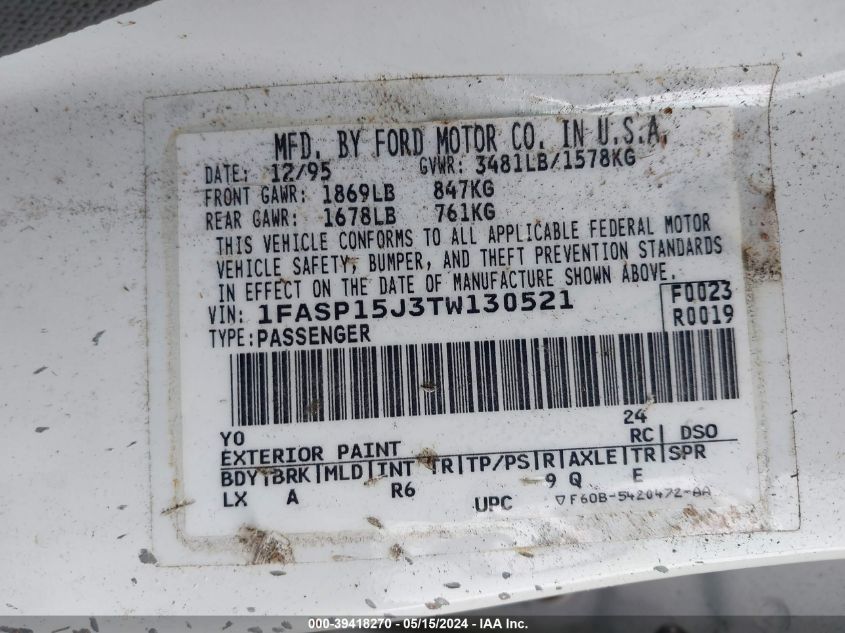 MFD. BY FORD MOTOR CO. IN U.S.A.
DATE: 12/95 GVWR: 3481LB/1578KG
FRONT GAWR: 1869LB 847KG
REAR GAWR: 1678LB 761KG
THIS VEHICLE CONFORMS TO ALL APPLICABLE FEDERAL MOTOR
VEHICLE SAFETY, BUMPER, AND THEFT PREVENTION STANDARDS
IN EFFECT ON THE DATE OF MANUFACTURE SHOWN ABOVE.
VIN: 1FASP15J3TW130521 F0023
TYPE: PASSENGER R0019
YO 24
EXTERIOR PAINT RC DSO
BDY BRK MLD INT TR TP/PS R AXLE TR SPR
LX A R6 9 Q E
UPC ▽F60B-5420472-AA
000-39418270 - 05/15/2024 - IAA Inc.